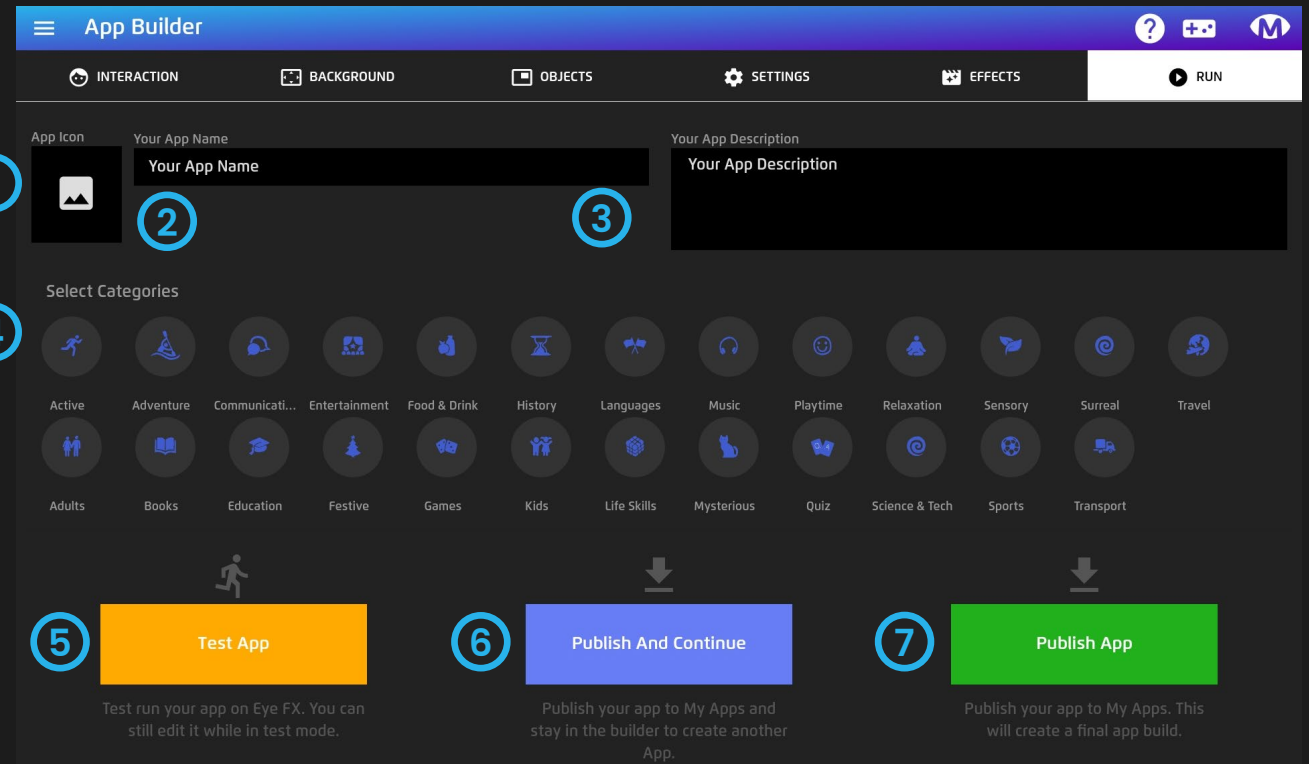 App Builder
?
M
INTERACTION
BACKGROUND
OBJECTS
SETTINGS
EFFECTS
RUN
App Icon
Your App Name
Your App Description
Your App Name
Your App Description
2
3
Select Categories
Active
Adventure
Communicati...
Entertainment
Food & Drink
History
Languages
Music
Playtime
Relaxation
Sensory
Surreal
Travel
Adults
Books
Education
Festive
Games
Kids
Life Skills
Mysterious
Quiz
Science & Tech
Sports
Transport
5
Test App
6
Publish And Continue
7
Publish App
Test run your app on Eye FX. You can
still edit it while in test mode.
Publish your app to My Apps and
stay in the builder to create another
App.
Publish your app to My Apps. This
will create a final app build.